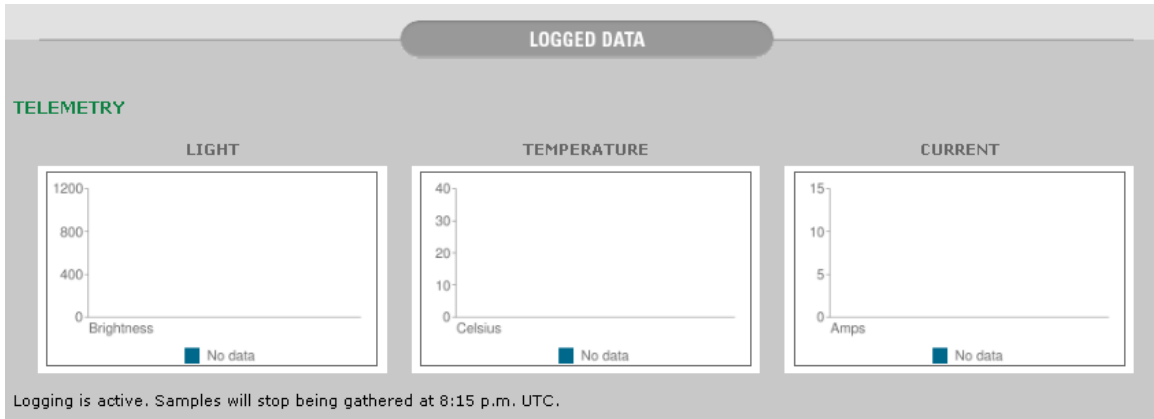 LOGGED DATA
TELEMETRY
LIGHT
1200
800
400
0
Brightness
No data
TEMPERATURE
40
30
20
10
0
Celsius
No data
CURRENT
15
10
5
0
Amps
No data
Logging is active. Samples will stop being gathered at 8:15 p.m. UTC.